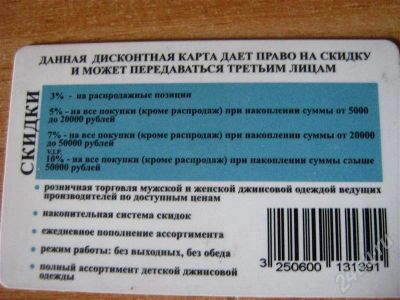 ДАННАЯ ДИСКОНТНАЯ КАРТА ДАЕТ ПРАВО НА СКИДКУ
И МОЖЕТ ПЕРЕДАВАТЬСЯ ТРЕТЬИМ ЛИЦАМ
СКИДКИ
3% - на распродажные позиции
5% - на все покупки (кроме распродаж) при накоплении суммы от 5000
до 20000 рублей
7% - на все покупки (кроме распродаж) при накоплении суммы от 20000
до 50000 рублей
V.I.P.
10% - на все покупки (кроме распродаж) при накоплении суммы свыше
50000 рублей
• розничная торговля мужской и женской джинсовой одеждой ведущих
производителей по доступным ценам
• накопительная система скидок
• ежедневное пополнение ассортимента
• режим работы: без выходных, без обеда
• полный ассортимент детской джинсовой
одежды
3 250600 131391